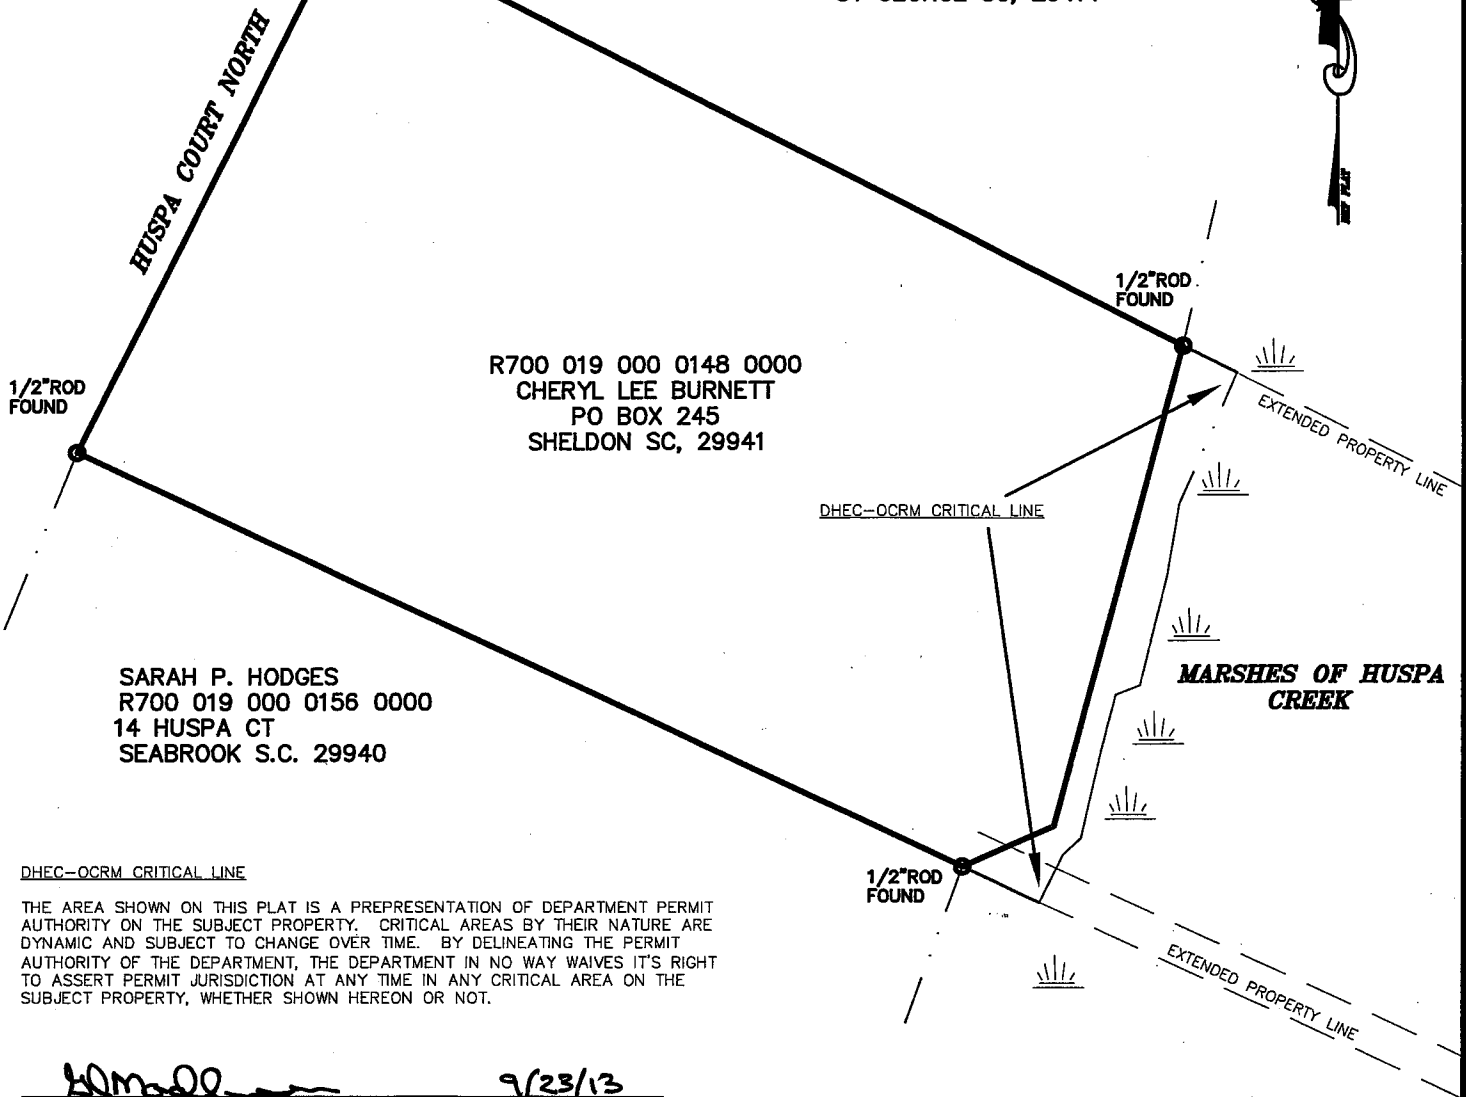 HUSPA COURT NORTH
REF PLAT
1/2"ROD
FOUND
1/2"ROD
FOUND
R700 019 000 0148 0000
CHERYL LEE BURNETT
PO BOX 245
SHELDON SC, 29941
EXTENDED PROPERTY LINE
DHEC-OCRM CRITICAL LINE
MARSHES OF HUSPA
CREEK
SARAH P. HODGES
R700 019 000 0156 0000
14 HUSPA CT
SEABROOK S.C. 29940
1/2"ROD
FOUND
EXTENDED PROPERTY LINE
DHEC-OCRM CRITICAL LINE
THE AREA SHOWN ON THIS PLAT IS A PREPRESENTATION OF DEPARTMENT PERMIT
AUTHORITY ON THE SUBJECT PROPERTY. CRITICAL AREAS BY THEIR NATURE ARE
DYNAMIC AND SUBJECT TO CHANGE OVER TIME. BY DELINEATING THE PERMIT
AUTHORITY OF THE DEPARTMENT, THE DEPARTMENT IN NO WAY WAIVES IT'S RIGHT
TO ASSERT PERMIT JURISDICTION AT ANY TIME IN ANY CRITICAL AREA ON THE
SUBJECT PROPERTY, WHETHER SHOWN HEREON OR NOT.
9/23/13